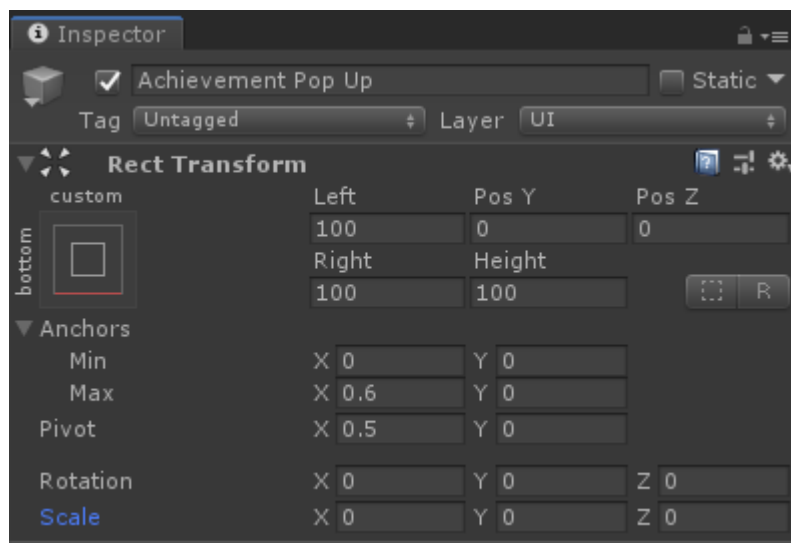 Inspector
Achievement Pop Up Static
Tag Untagged Layer UI
Rect Transform
custom Left Pos Y Pos Z
bottom 100 0 0
Right Height
100 100 R
Anchors
Min X 0 Y 0
Max X 0.6 Y 0
Pivot X 0.5 Y 0
Rotation X 0 Y 0 Z 0
Scale X 0 Y 0 Z 0